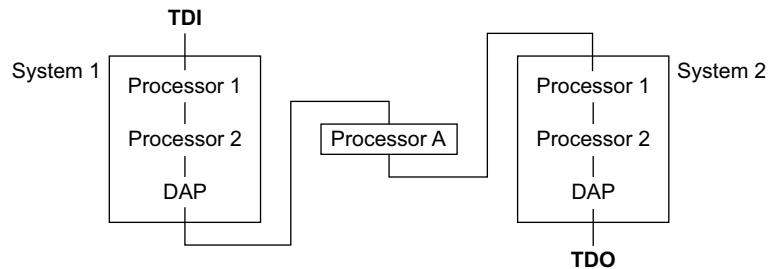 TDI
System 1
Processor 1
Processor 2
DAP
Processor A
System 2
Processor 1
Processor 2
DAP
TDO